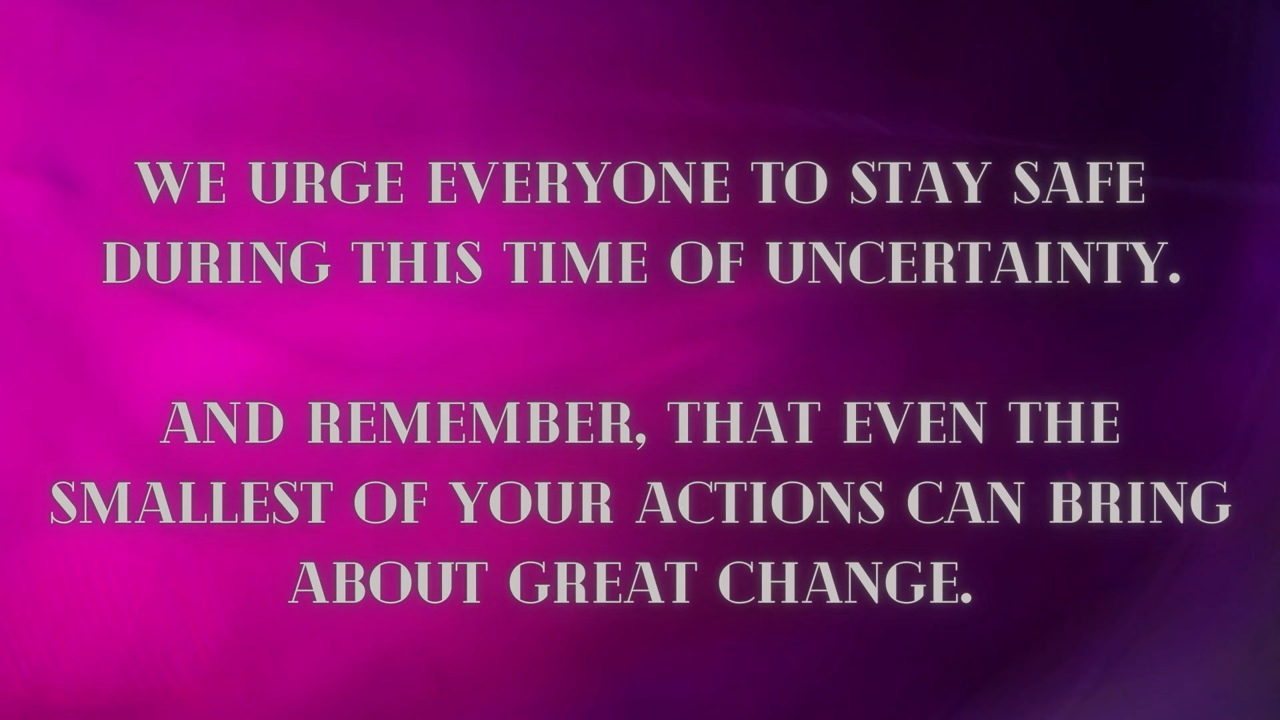 WE URGE EVERYONE TO STAY SAFE
DURING THIS TIME OF UNCERTAINTY.
AND REMEMBER, THAT EVEN THE
SMALLEST OF YOUR ACTIONS CAN BRING
ABOUT GREAT CHANGE.